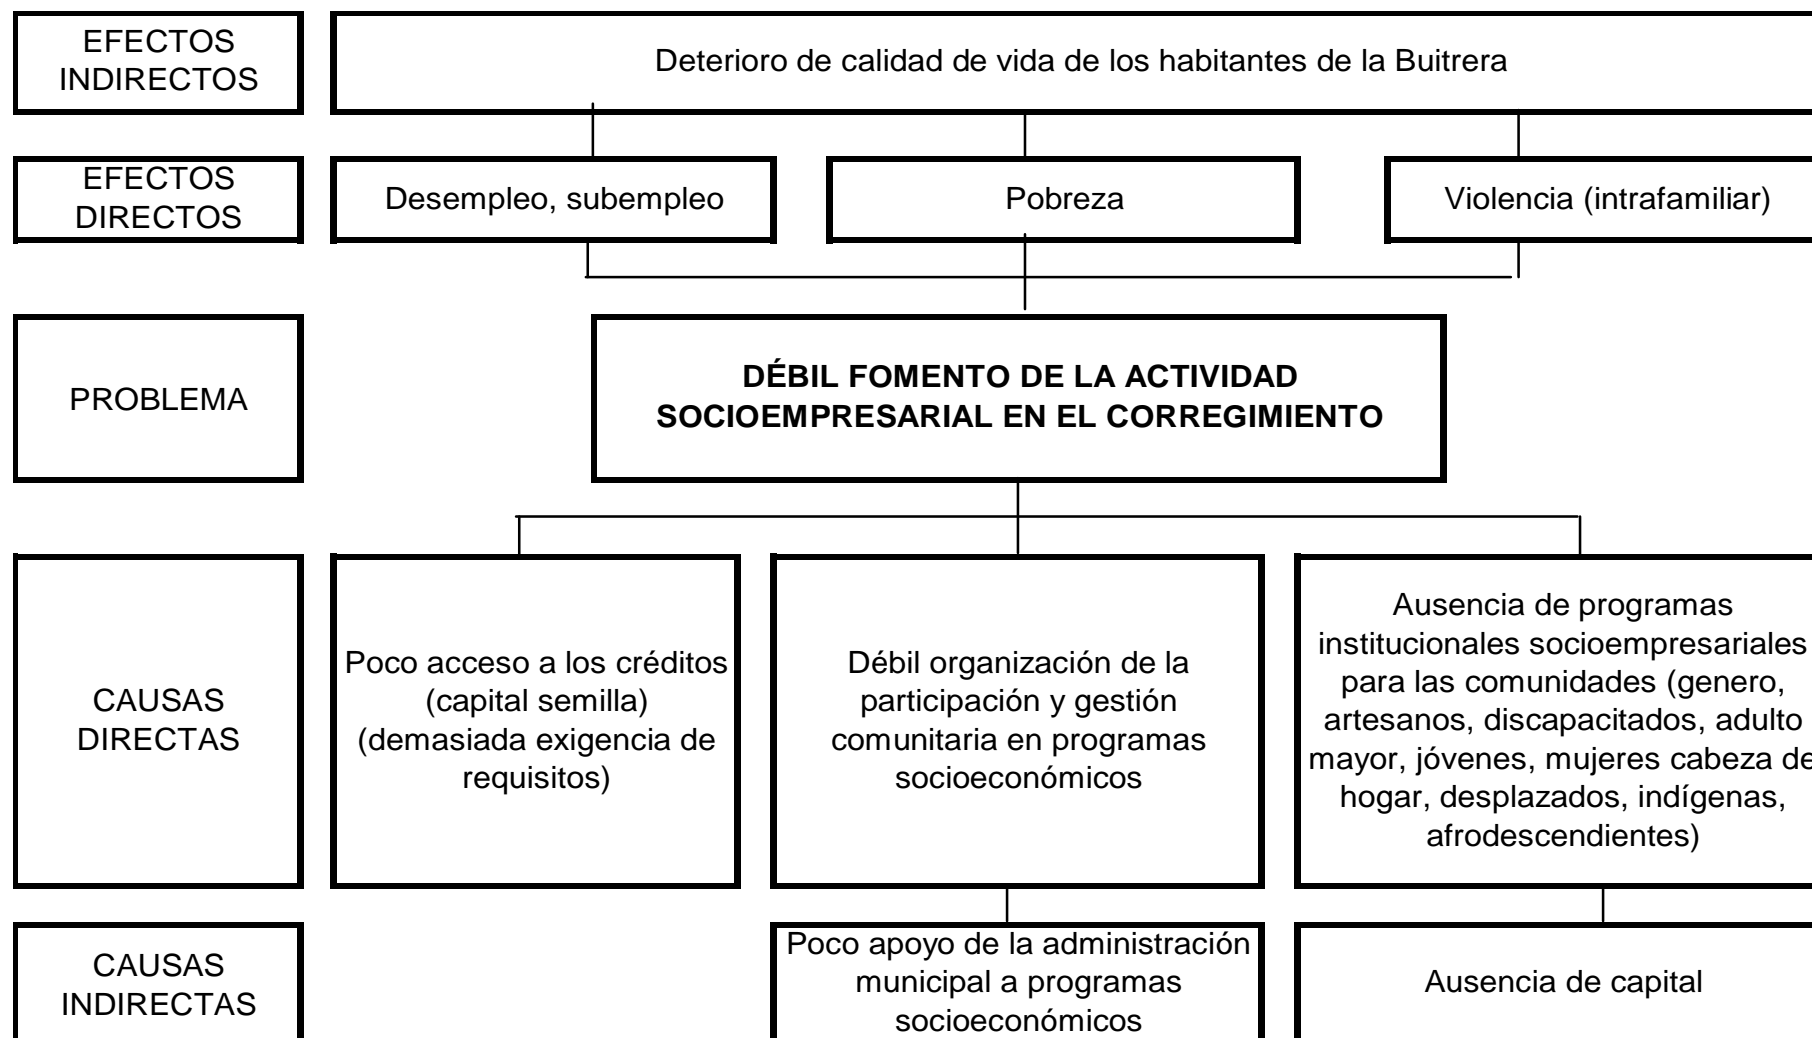 EFECTOS
INDIRECTOS
Deterioro de calidad de vida de los habitantes de la Buitrera
EFECTOS
DIRECTOS
Desempleo, subempleo
Pobreza
Violencia (intrafamiliar)
PROBLEMA
DÉBIL FOMENTO DE LA ACTIVIDAD
SOCIOEMPRESARIAL EN EL CORREGIMIENTO
CAUSAS
DIRECTAS
Poco acceso a los créditos
(capital semilla)
(demasiada exigencia de
requisitos)
Débil organización de la
participación y gestión
comunitaria en programas
socioeconómicos
Ausencia de programas
institucionales socioempresariales
para las comunidades (genero,
artesanos, discapacitados, adulto
mayor, jóvenes, mujeres cabeza de
hogar, desplazados, indígenas,
afrodescendientes)
CAUSAS
INDIRECTAS
Poco apoyo de la administración
municipal a programas
socioeconómicos
Ausencia de capital